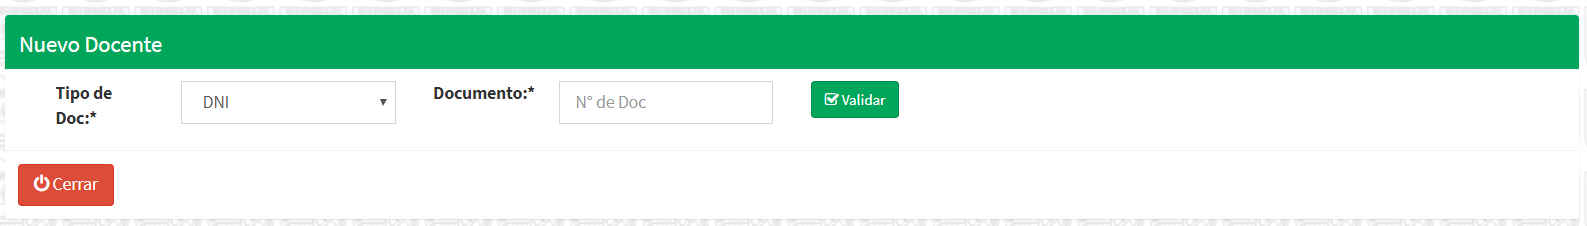 Nuevo Docente
Tipo de
Doc:*
DNI
Documento:*
N° de Doc
Validar
Cerrar